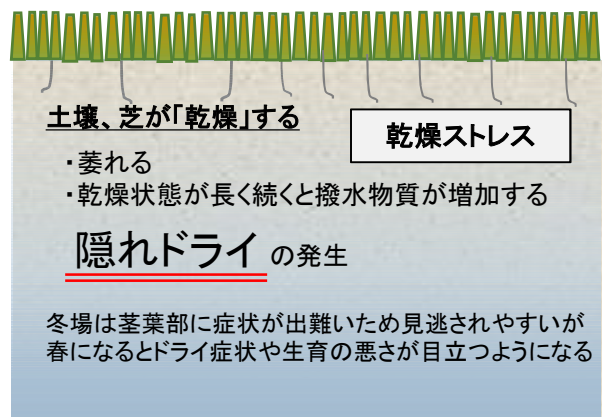 土壌、芝が「乾燥」する
乾燥ストレス
・萎れる
・乾燥状態が長く続くと撥水物質が増加する
隠れドライ の発生
冬場は茎葉部に症状が出難いため見逃されやすいが
春になるとドライ症状や生育の悪さが目立つようになる